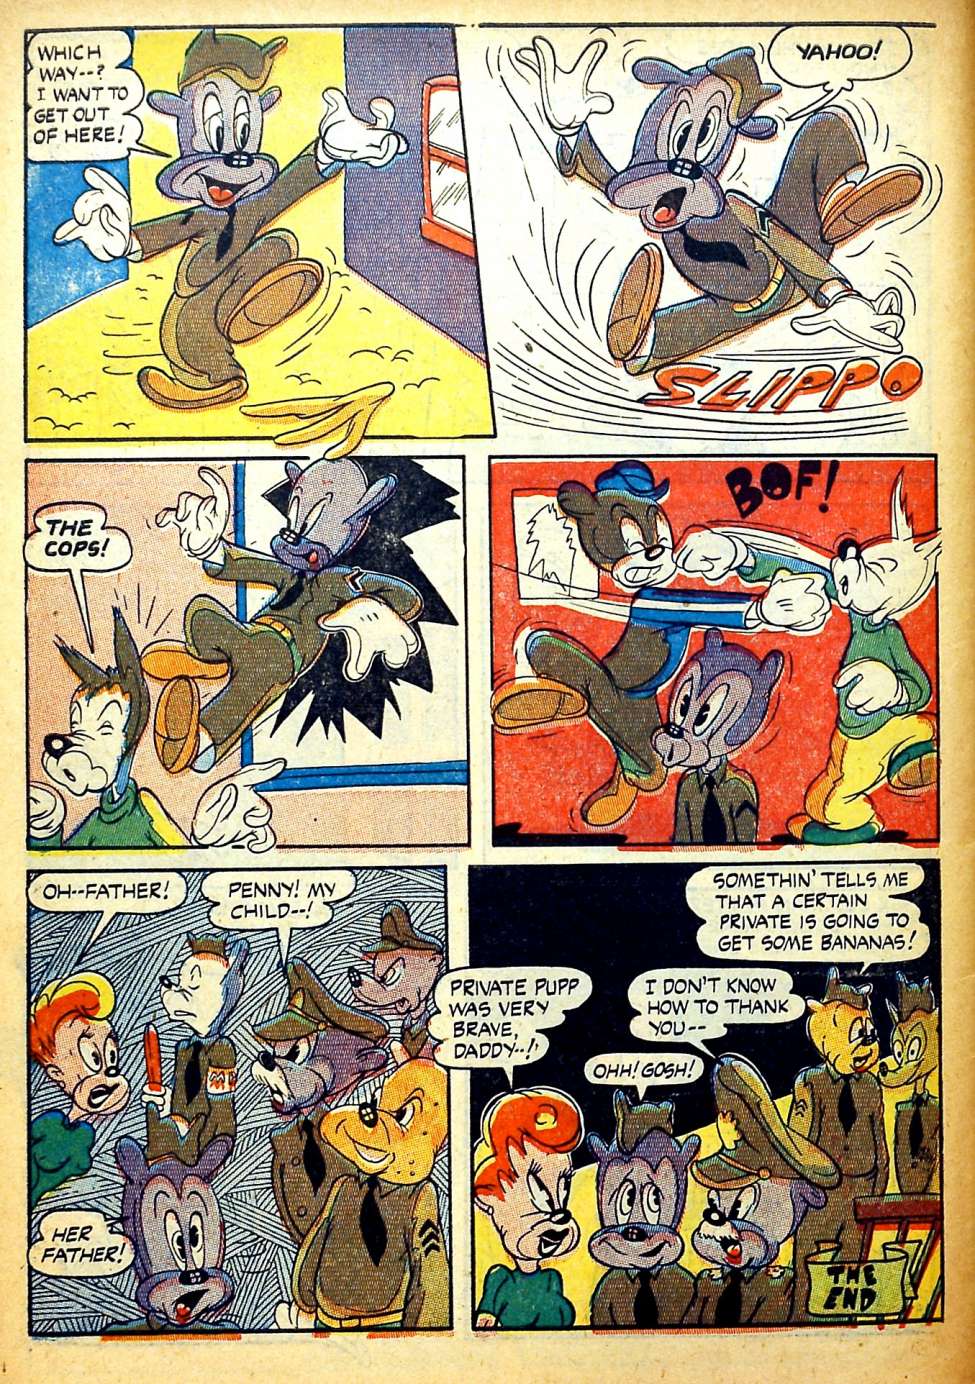 WHICH
WAY--?
I WANT TO
GET OUT
OF HERE!
YAHOO!
SLIPPO
THE
COPS!
BOF!
OH--FATHER!
PENNY! MY
CHILD--!
HER
FATHER!
PRIVATE PUPP
WAS VERY
BRAVE,
DADDY--!
OHH! GOSH!
I DON'T KNOW
HOW TO THANK
YOU--
SOMETHIN' TELLS ME
THAT A CERTAIN
PRIVATE IS GOING TO
GET SOME BANANAS!
THE
END